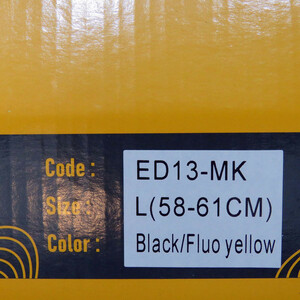 Code : ED13-MK
Size : L(58-61CM)
Color : Black/Fluo yellow